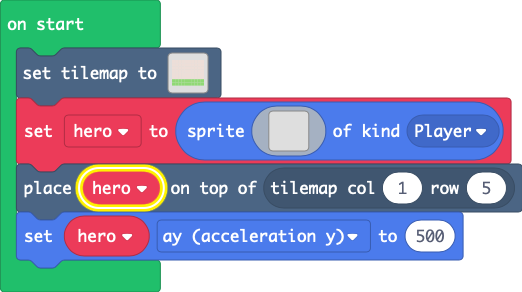 on start
set tilemap to
set hero to sprite of kind Player
place hero on top of tilemap col 1 row 5
set hero ay (acceleration y) to 500